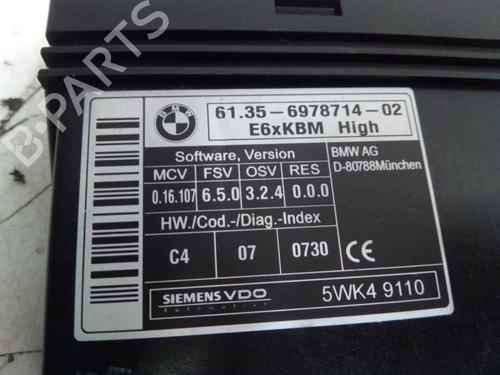 BMW
61.35-6978714-02
E6xKBM High
Software, Version
MCV FSV OSV RES
0.16.107 6.5.0 3.2.4 0.0.0
BMW AG
D-80788München
HW./Cod.-/Diag.-Index
C4 07 0730
CE
SIEMENS VDO
Automotive
5WK4 9110
B-Parts